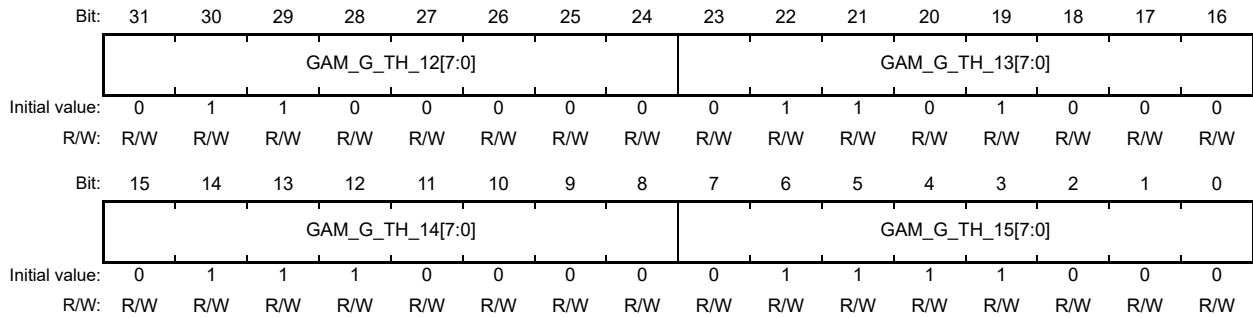 Bit: 31 30 29 28 27 26 25 24 23 22 21 20 19 18 17 16
GAM_G_TH_12[7:0] GAM_G_TH_13[7:0]
Initial value: 0 1 1 0 0 0 0 0 0 1 1 0 1 0 0 0
R/W: R/W R/W R/W R/W R/W R/W R/W R/W R/W R/W R/W R/W R/W R/W R/W R/W
Bit: 15 14 13 12 11 10 9 8 7 6 5 4 3 2 1 0
GAM_G_TH_14[7:0] GAM_G_TH_15[7:0]
Initial value: 0 1 1 1 0 0 0 0 0 1 1 1 1 0 0 0
R/W: R/W R/W R/W R/W R/W R/W R/W R/W R/W R/W R/W R/W R/W R/W R/W R/W